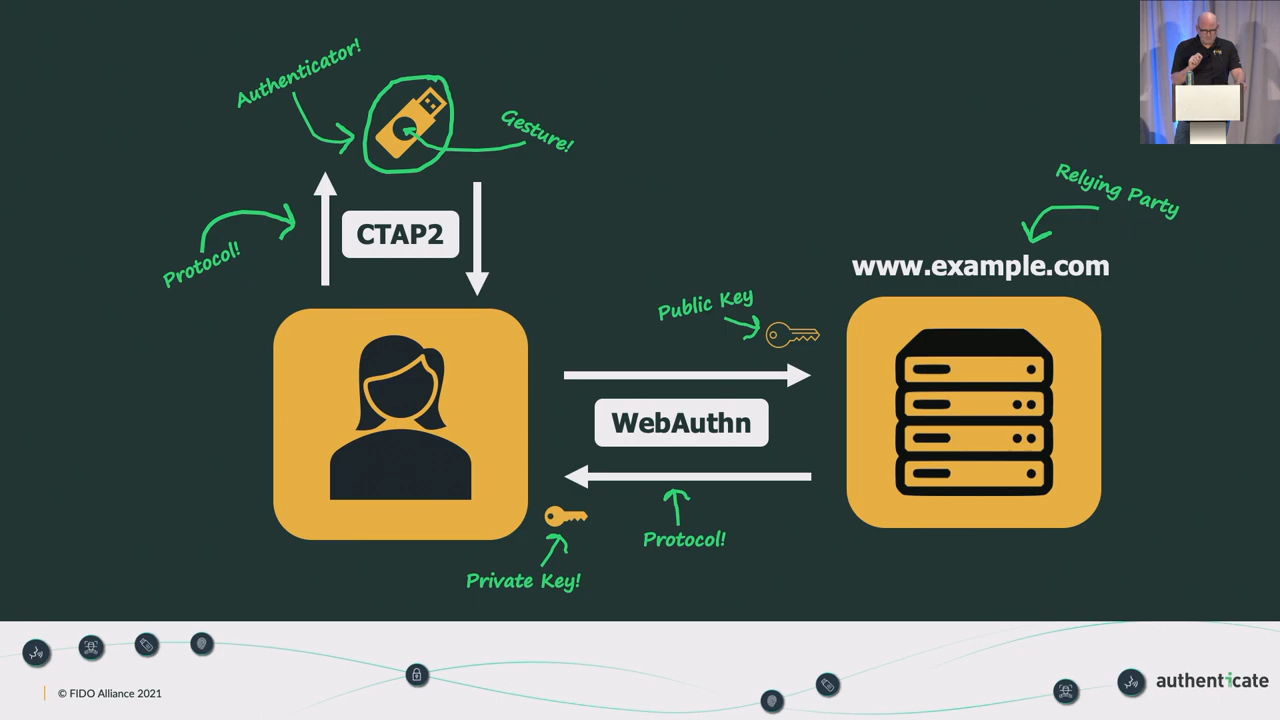 Authenticator!
Gesture!
Relying Party
CTAP2
Protocol!
www.example.com
Public Key
WebAuthn
Protocol!
Private Key!
© FIDO Alliance 2021
authenticate